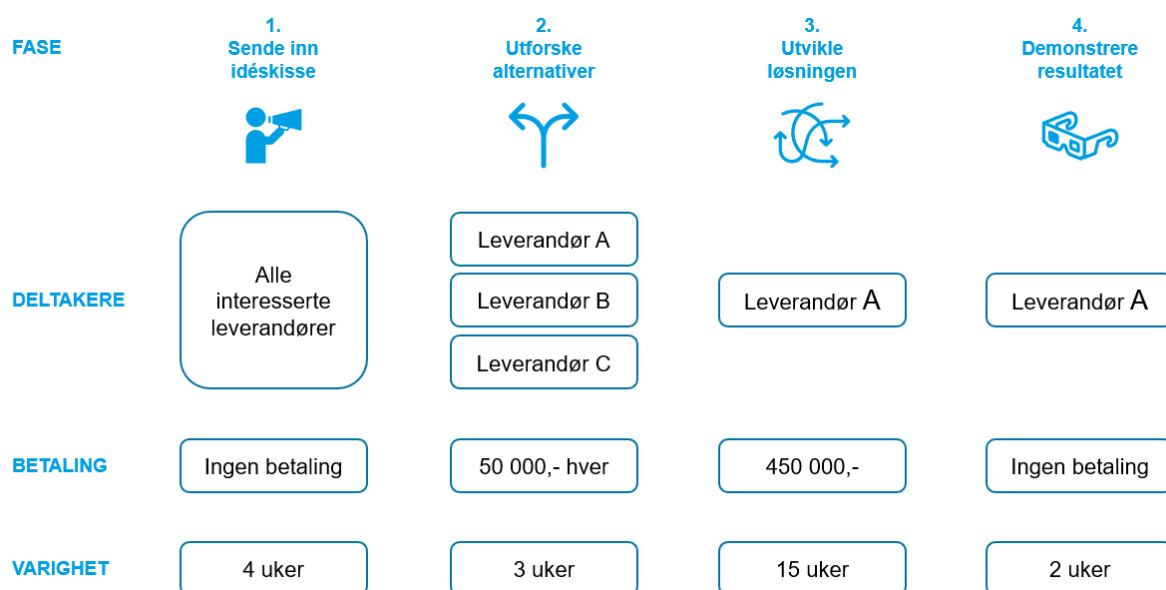 FASE
1.
Sende inn
idéskisse
2.
Utforske
alternativer
3.
Utvikle
løsningen
4.
Demonstrere
resultatet
DELTAKERE
Alle
interesserte
leverandører
Leverandør A
Leverandør B
Leverandør C
Leverandør A
Leverandør A
BETALING
Ingen betaling
50 000,- hver
450 000,-
Ingen betaling
VARIGHET
4 uker
3 uker
15 uker
2 uker